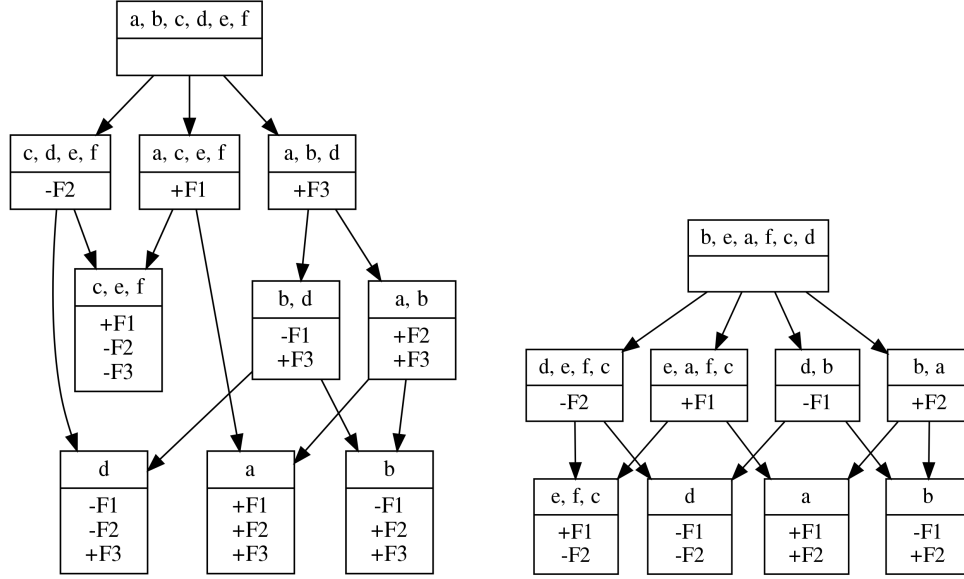 a, b, c, d, e, f
c, d, e, f
-F2
a, c, e, f
+F1
a, b, d
+F3
c, e, f
+F1
-F2
-F3
b, d
-F1
+F3
a, b
+F2
+F3
d
-F1
-F2
+F3
a
+F1
+F2
+F3
b
-F1
+F2
+F3
b, e, a, f, c, d
d, e, f, c
-F2
e, a, f, c
+F1
d, b
-F1
b, a
+F2
e, f, c
+F1
-F2
d
-F1
-F2
a
+F1
+F2
b
-F1
+F2